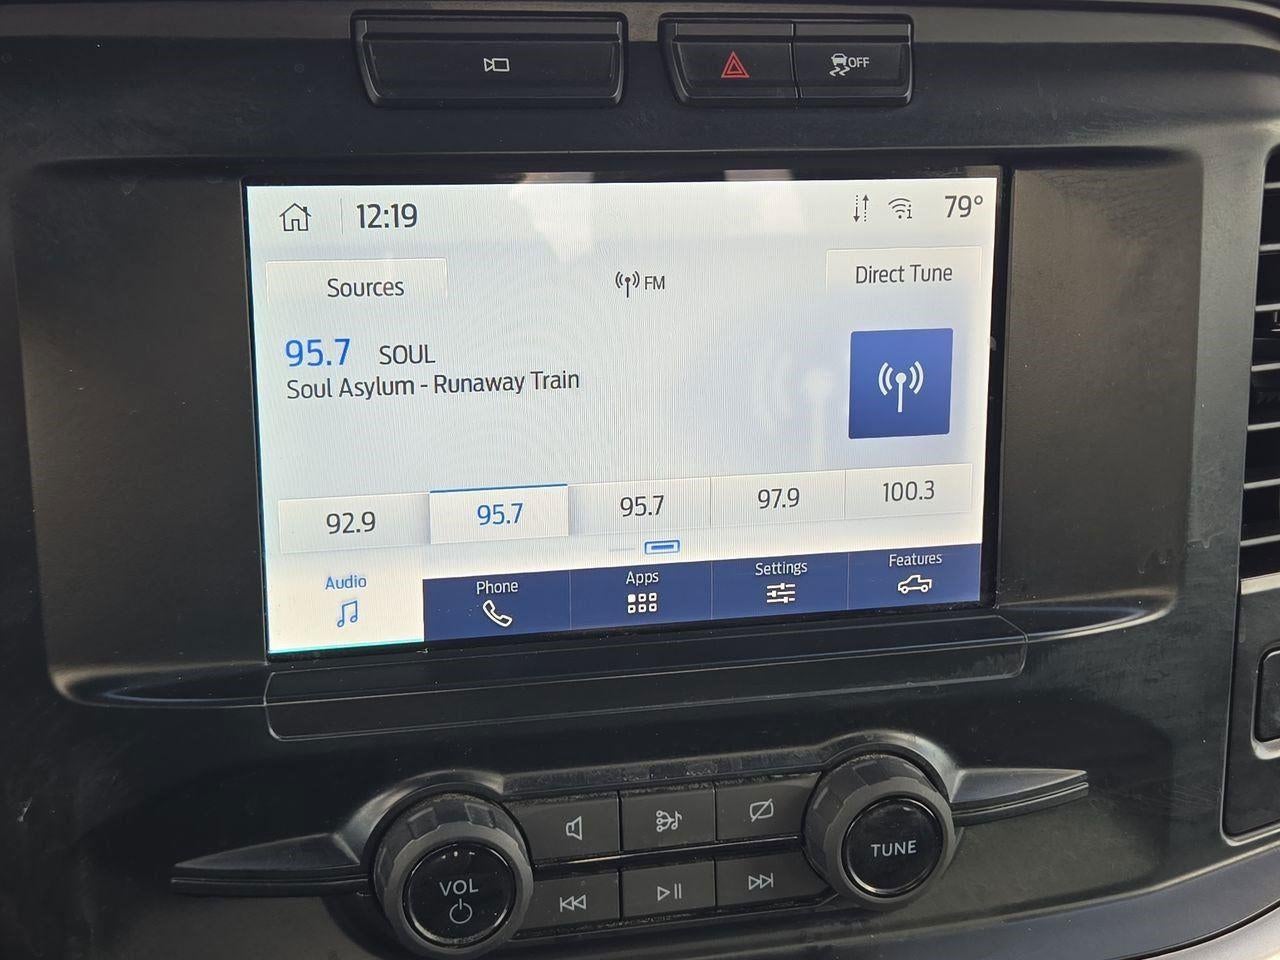 OFF
12:19
79°
Sources
FM
Direct Tune
95.7 SOUL
Soul Asylum - Runaway Train
92.9
95.7
95.7
97.9
100.3
Audio
Phone
Apps
Settings
Features
VOL
TUNE